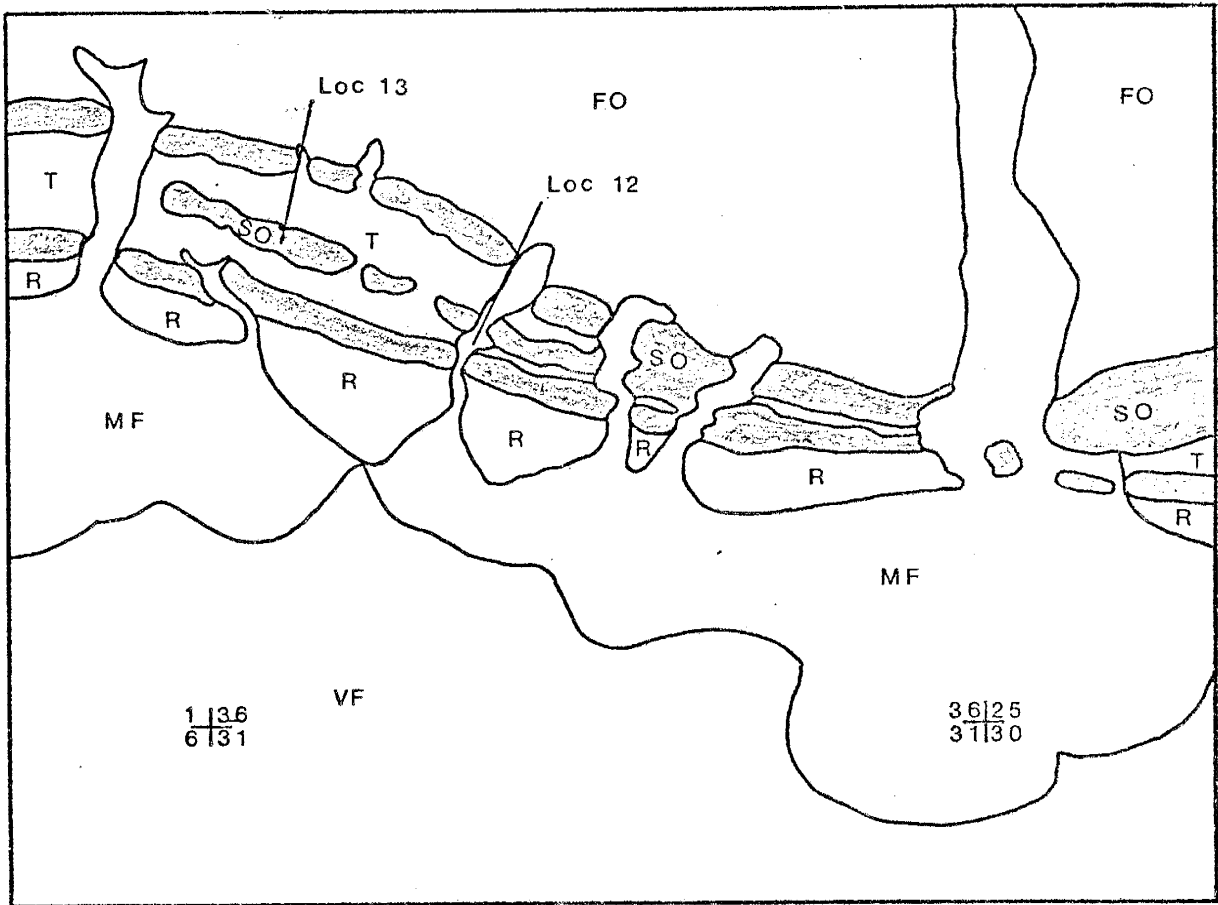 Loc 13
FO
FO
T
Loc 12
SO
T
R
R
SO
R
SO
MF
R
R
R
T
R
MF
VF
1 | 36
6 | 31
36 | 25
31 | 30